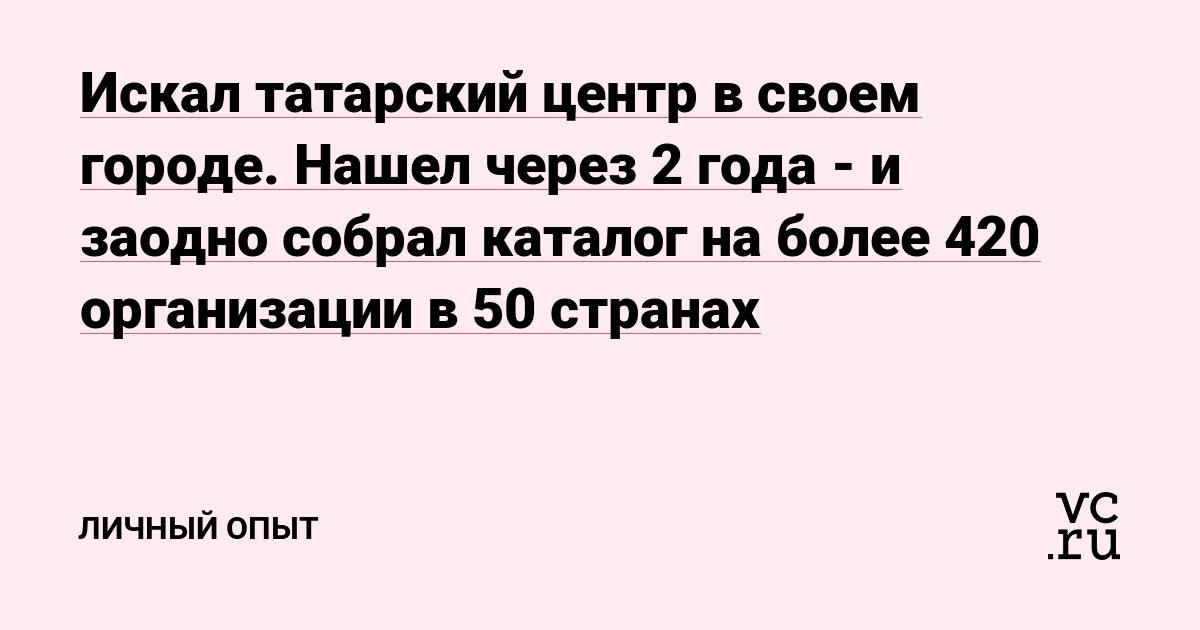 Искал татарский центр в своем
городе. Нашел через 2 года - и
заодно собрал каталог на более 420
организации в 50 странах
ЛИЧНЫЙ ОПЫТ
vc
.ru